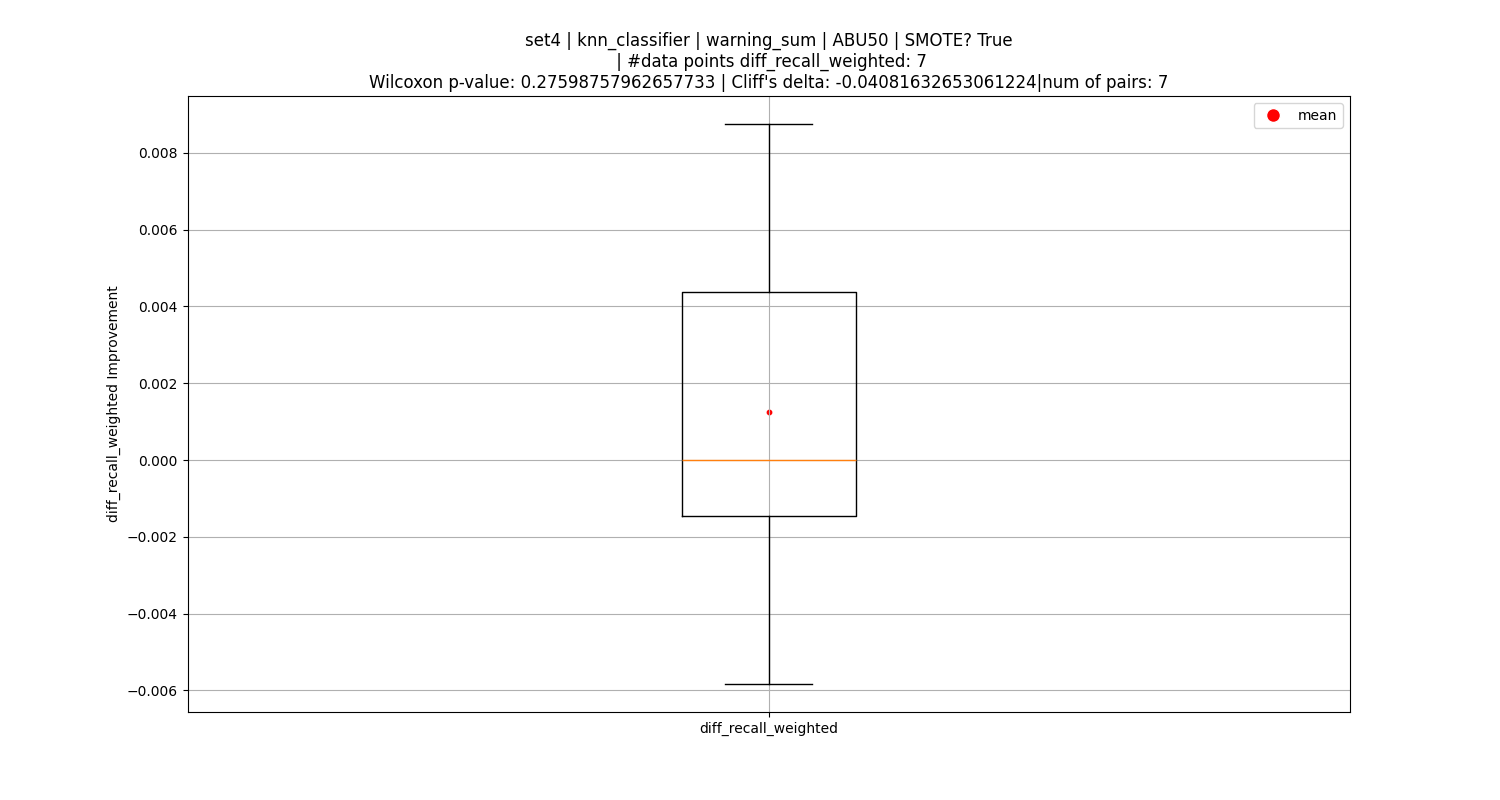 set4 | knn_classifier | warning_sum | ABU50 | SMOTE? True
| #data points diff_recall_weighted: 7
Wilcoxon p-value: 0.27598757962657733 | Cliff's delta: -0.04081632653061224|num of pairs: 7
mean
0.008
0.006
0.004
0.002
0.000
−0.002
−0.004
−0.006
diff_recall_weighted Improvement
diff_recall_weighted